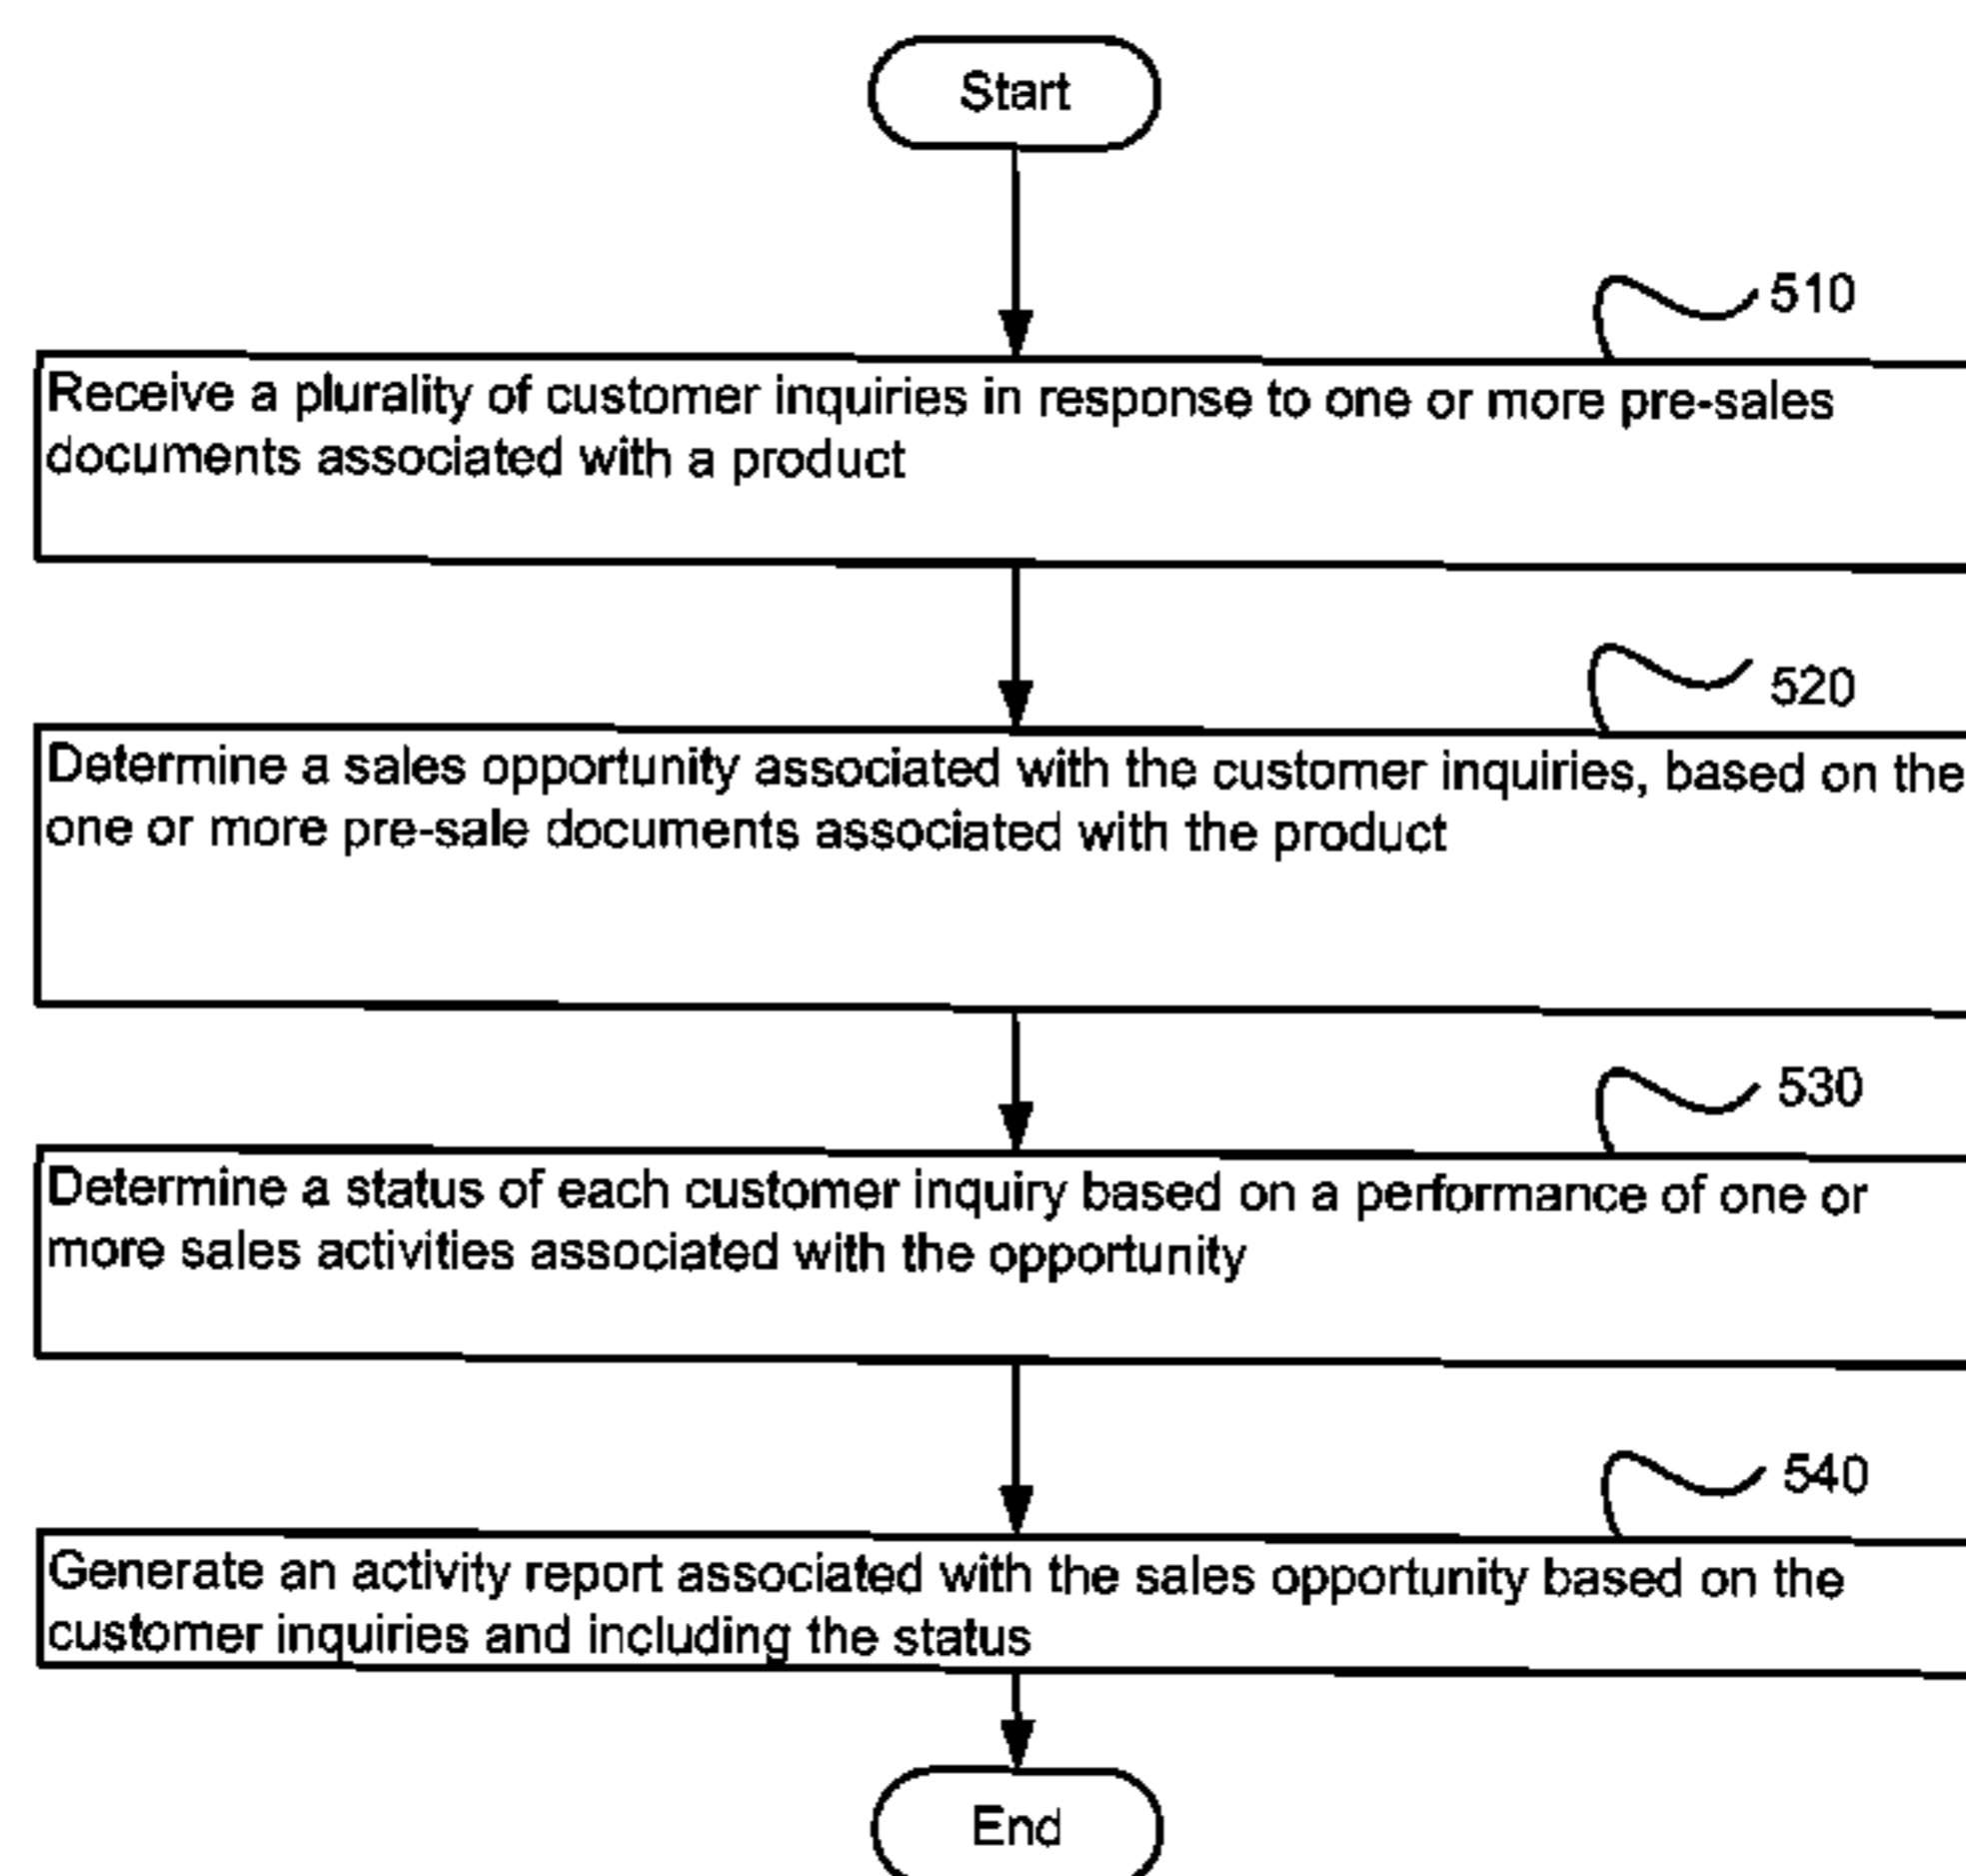 Start
510
Receive a plurality of customer inquiries in response to one or more pre-sales
documents associated with a product
520
Determine a sales opportunity associated with the customer inquiries, based on the
one or more pre-sale documents associated with the product
530
Determine a status of each customer inquiry based on a performance of one or
more sales activities associated with the opportunity
540
Generate an activity report associated with the sales opportunity based on the
customer inquiries and including the status
End